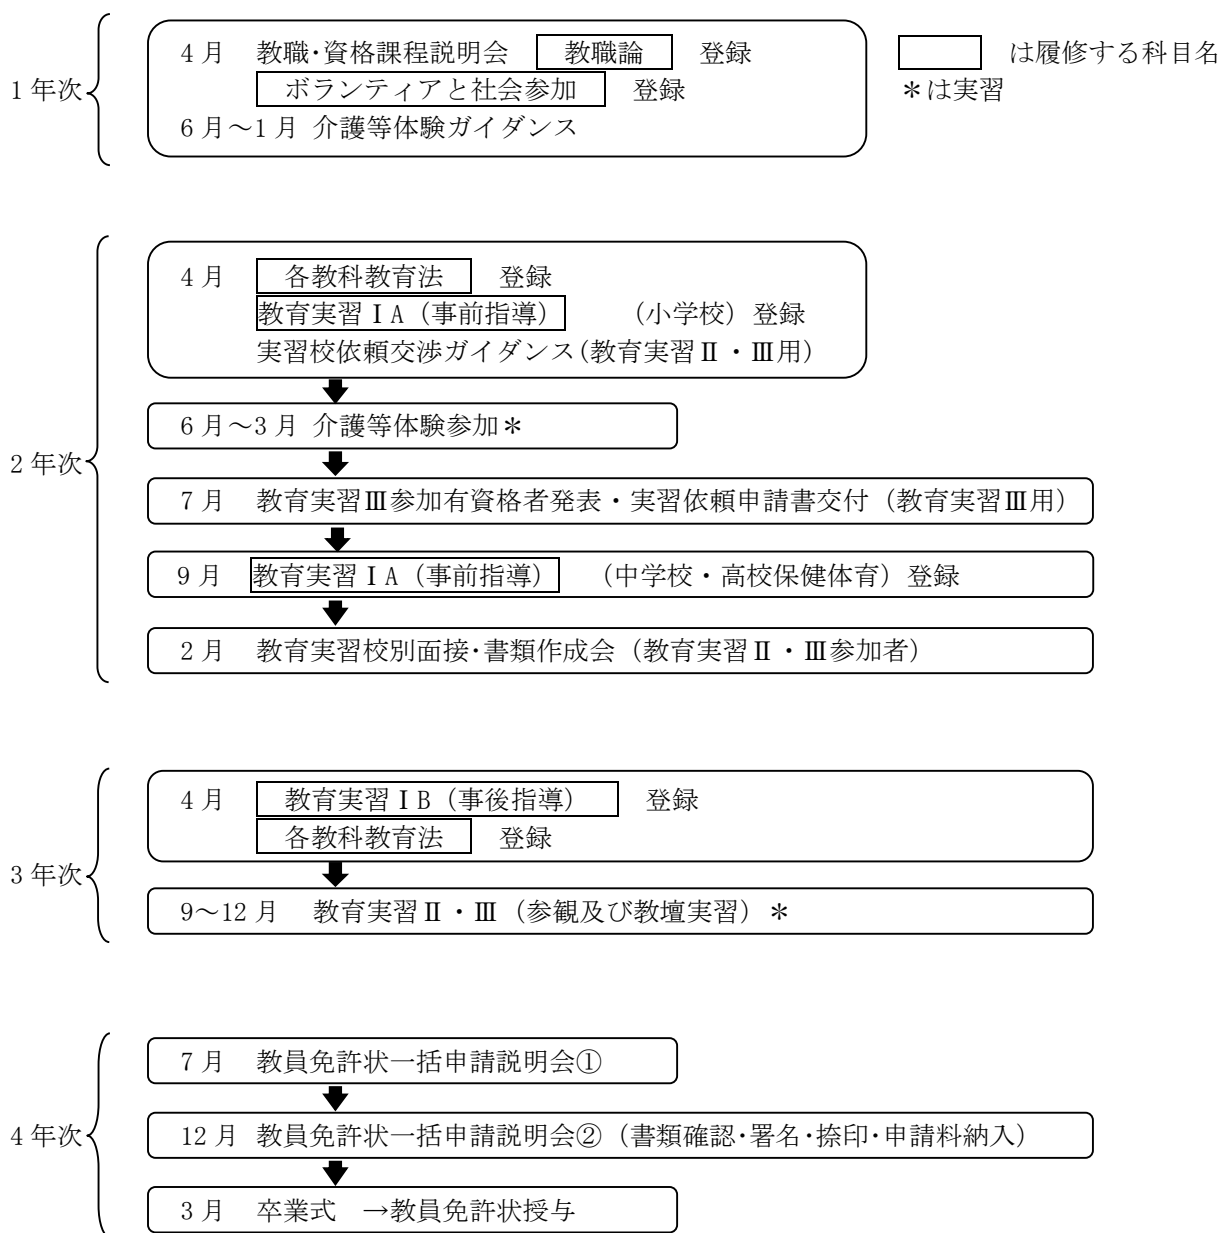 1年次
4月 教職・資格課程説明会 教職論 登録
ボランティアと社会参加 登録
6月～1月 介護等体験ガイダンス
は履修する科目名
＊は実習
2年次
4月 各教科教育法 登録
教育実習ⅠA（事前指導） （小学校）登録
実習校依頼交渉ガイダンス(教育実習Ⅱ・Ⅲ用)
6月～3月 介護等体験参加＊
7月 教育実習Ⅲ参加有資格者発表・実習依頼申請書交付（教育実習Ⅲ用）
9月 教育実習ⅠA（事前指導） （中学校・高校保健体育）登録
2月 教育実習校別面接・書類作成会（教育実習Ⅱ・Ⅲ参加者）
3年次
4月 教育実習ⅠB（事後指導） 登録
各教科教育法 登録
9～12月 教育実習Ⅱ・Ⅲ（参観及び教壇実習）＊
4年次
7月 教員免許状一括申請説明会①
12月 教員免許状一括申請説明会②（書類確認・署名・捺印・申請料納入）
3月 卒業式 →教員免許状授与